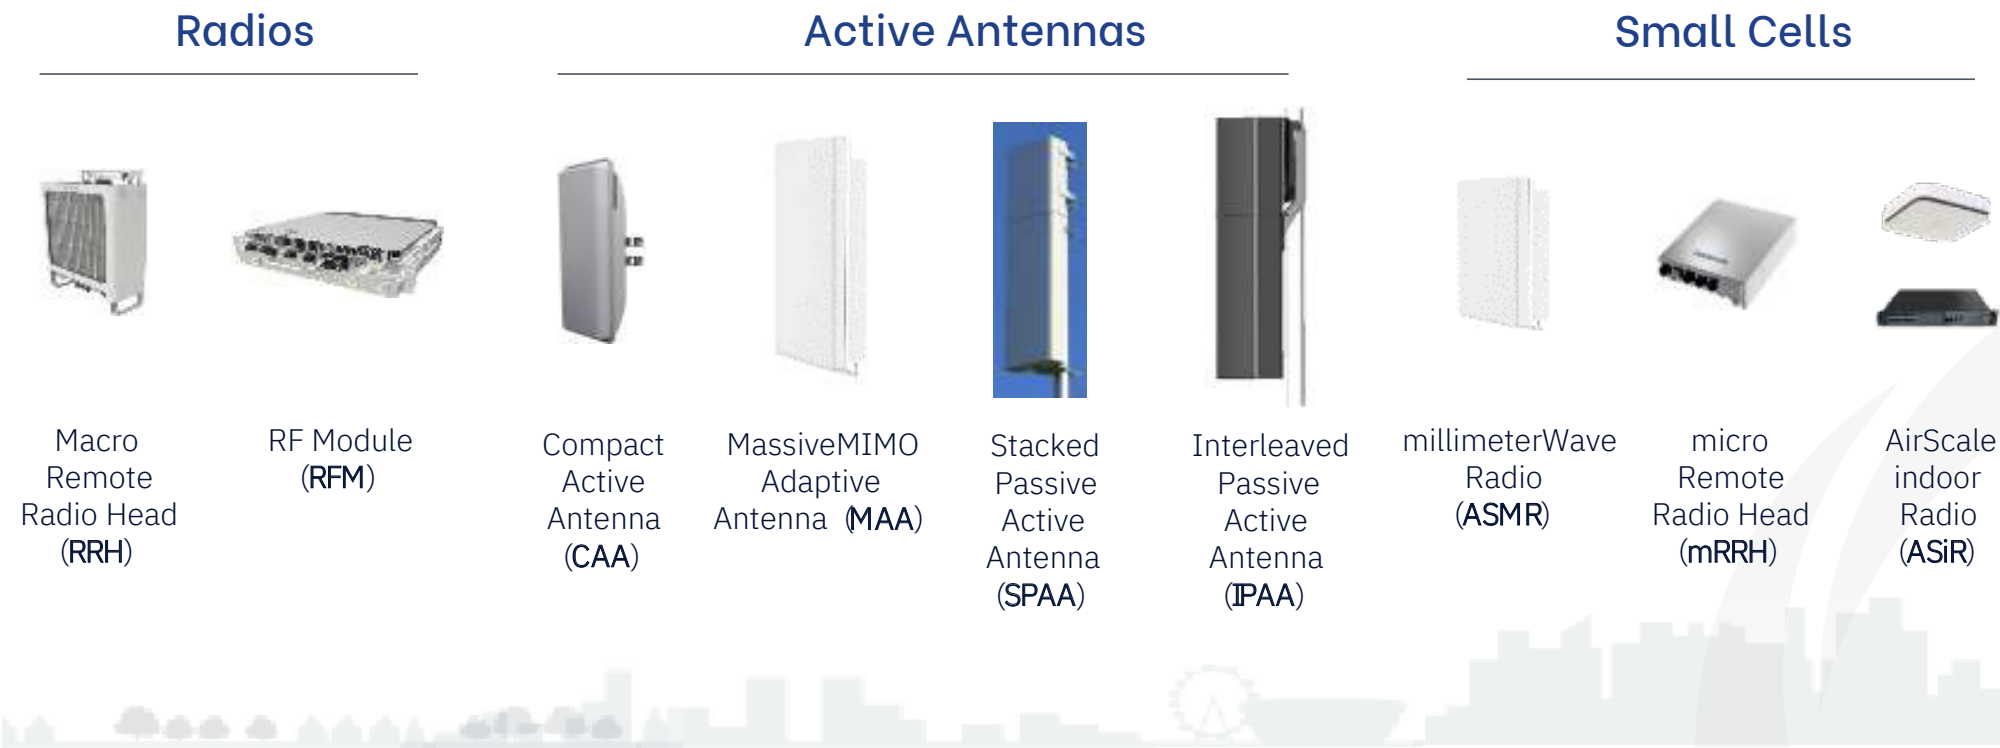 Radios
Macro
Remote
Radio Head
(RRH)
RF Module
(RFM)
Active Antennas
Compact
Active
Antenna
(CAA)
MassiveMIMO
Adaptive
Antenna (MAA)
Stacked
Passive
Active
Antenna
(SPAA)
Interleaved
Passive
Active
Antenna
(IPAA)
Small Cells
millimeterWave
Radio
(ASMR)
micro
Remote
Radio Head
(mRRH)
AirScale
indoor
Radio
(ASiR)